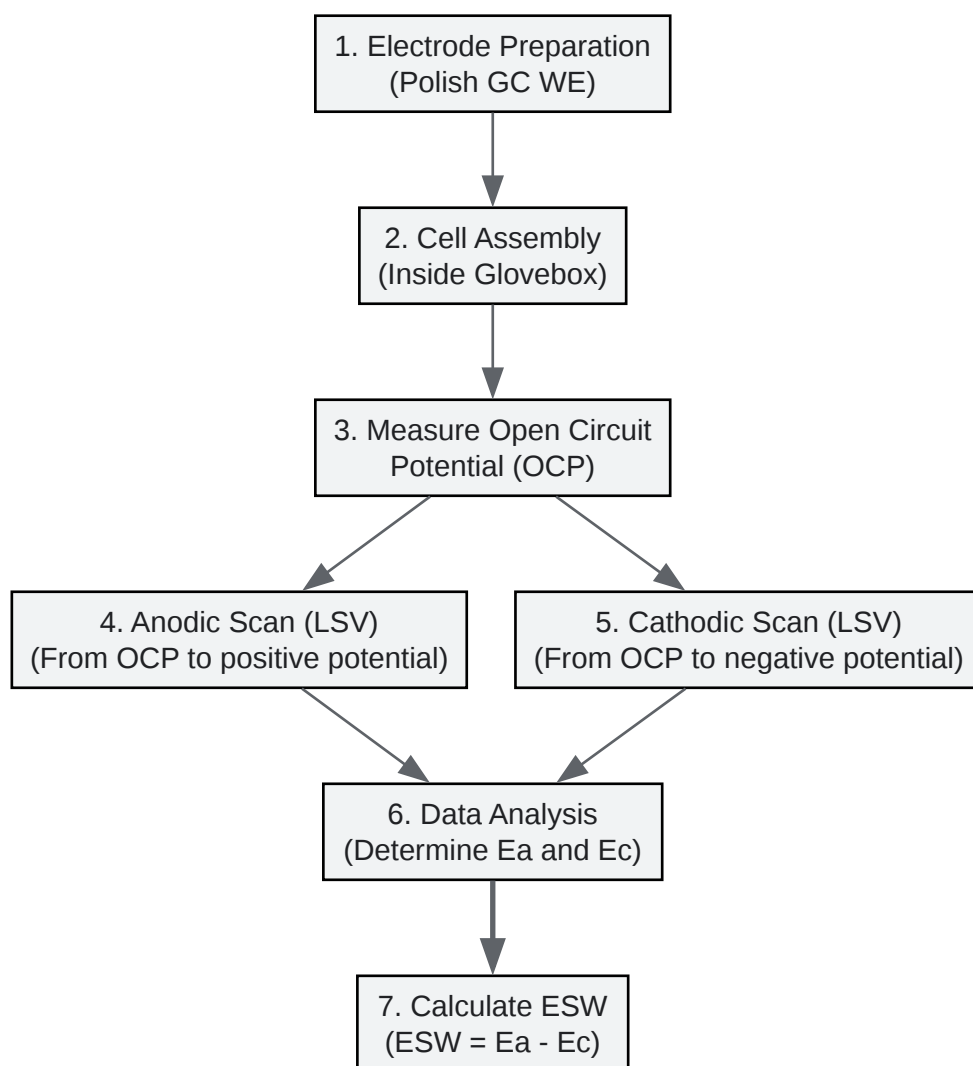 1. Electrode Preparation
(Polish GC WE)
2. Cell Assembly
(Inside Glovebox)
3. Measure Open Circuit
Potential (OCP)
4. Anodic Scan (LSV)
(From OCP to positive potential)
5. Cathodic Scan (LSV)
(From OCP to negative potential)
6. Data Analysis
(Determine Ea and Ec)
7. Calculate ESW
(ESW = Ea - Ec)